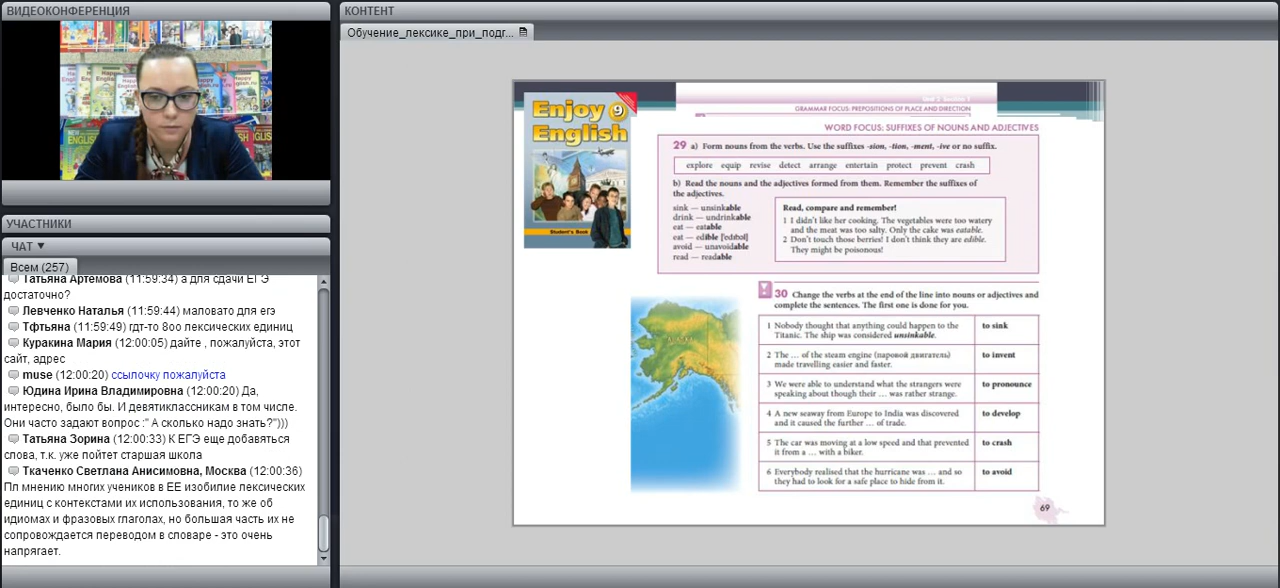 ВИДЕОКОНФЕРЕНЦИЯ
УЧАСТНИКИ
ЧАТ ▼
Всем (257)
Татьяна Артемова (11:59:34) а для сдачи ЕГЭ
достаточно?
Левченко Наталья (11:59:44) маловато для егэ
Тфтьяна (11:59:49) гдт-то 8оо лексических единиц
Куракина Мария (12:00:05) дайте , пожалуйста, этот
сайт, адрес
muse (12:00:20) ссылочку пожалуйста
Юдина Ирина Владимировна (12:00:20) Да,
интересно, было бы. И девятиклассникам в том числе.
Они часто задают вопрос :" А сколько надо знать?")))
Татьяна Зорина (12:00:33) К ЕГЭ еще добавяться
слова, т.к. уже пойтет старшая школа
Ткаченко Светлана Анисимовна, Москва (12:00:36)
Пл мнению многих учеников в ЕЕ изобилие лексических
единиц с контекстами их использования, то же об
идиомах и фразовых глаголах, но большая часть их не
сопровождается переводом в словаре - это очень
напрягает.
КОНТЕНТ
Обучение_лексике_при_подг...
Enjoy 9
English
Student's Book
GRAMMAR FOCUS: PREPOSITIONS OF PLACE AND DIRECTION
WORD FOCUS: SUFFIXES OF NOUNS AND ADJECTIVES
29 a) Form nouns from the verbs. Use the suffixes -sion, -tion, -ment, -ive or no suffix.
explore equip revise detect arrange entertain protect prevent crash
b) Read the nouns and the adjectives formed from them. Remember the suffixes of
the adjectives.
sink — unsinkable
drink — undrinkable
eat — eatable
eat — edible ['edɪbəl]
avoid — unavoidable
read — readable
Read, compare and remember!
1 I didn't like her cooking. The vegetables were too watery
and the meat was too salty. Only the cake was eatable.
2 Don't touch those berries! I don't think they are edible.
They might be poisonous!
30 Change the verbs at the end of the line into nouns or adjectives and
complete the sentences. The first one is done for you.
1 Nobody thought that anything could happen to the to sink
Titanic. The ship was considered unsinkable.
2 The ... of the steam engine (паровой двигатель) to invent
made travelling easier and faster.
3 We were able to understand what the strangers were to pronounce
speaking about though their ... was rather strange.
4 A new seaway from Europe to India was discovered to develop
and it caused the further ... of trade.
5 The car was moving at a low speed and that prevented to crash
it from a ... with a biker.
6 Everybody realised that the hurricane was ... and so to avoid
they had to look for a safe place to hide from it.
ALASKA
69